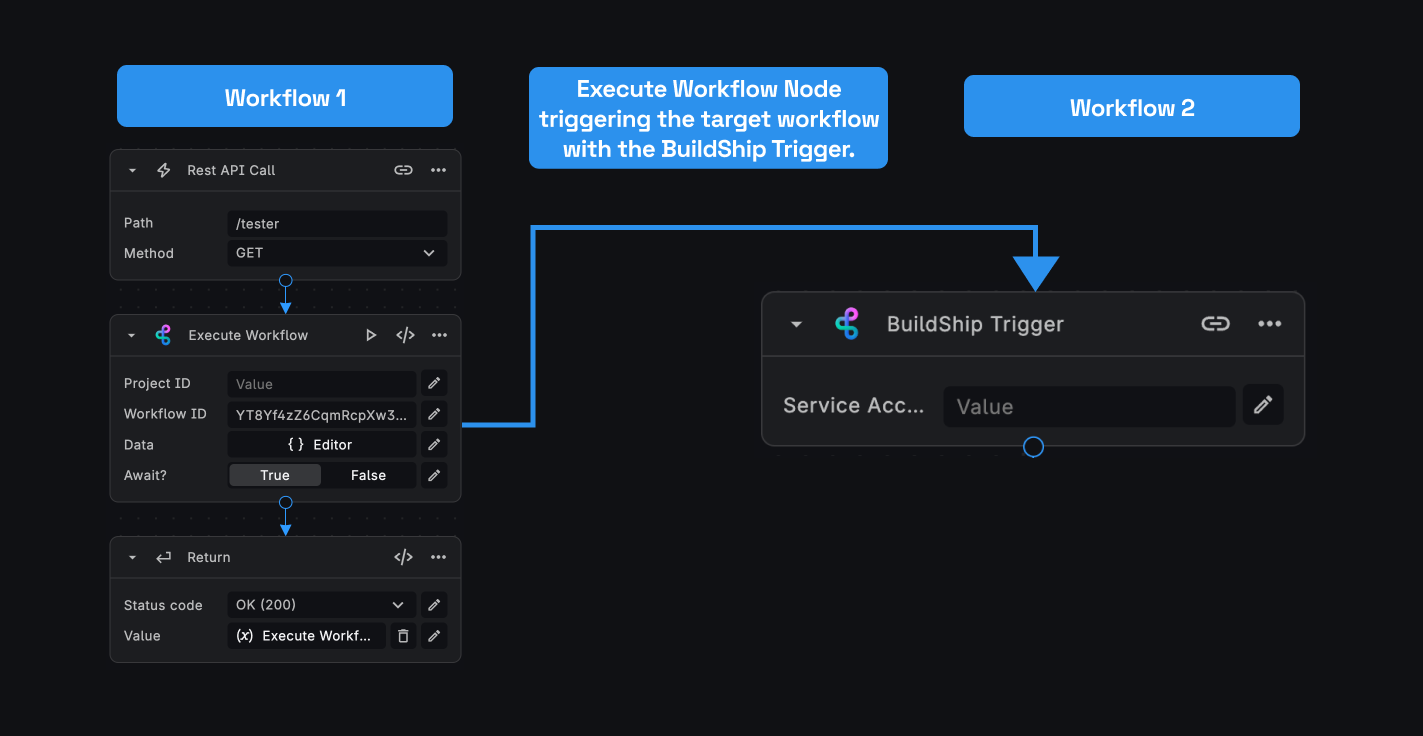 Workflow 1
Execute Workflow Node
triggering the target workflow
with the BuildShip Trigger.
Workflow 2
Rest API Call
Path /tester
Method GET
Execute Workflow
Project ID Value
Workflow ID YT8Yf4zZ6CqmRcpXw3...
Data { } Editor
Await? True False
Return
Status code OK (200)
Value (x) Execute Workf...
BuildShip Trigger
Service Acc... Value